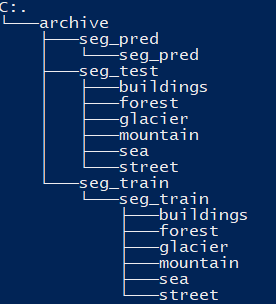 C:.
└───archive
    ├───seg_pred
    │   └───seg_pred
    ├───seg_test
    │   ├───buildings
    │   ├───forest
    │   ├───glacier
    │   ├───mountain
    │   ├───sea
    │   └───street
    └───seg_train
        └───seg_train
            ├───buildings
            ├───forest
            ├───glacier
            ├───mountain
            ├───sea
            └───street